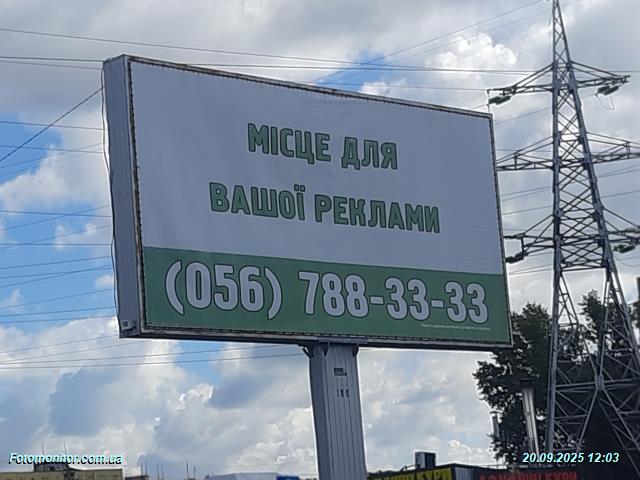 МІСЦЕ ДЛЯ
ВАШОЇ РЕКЛАМИ
(056) 788-33-33
Fotomonitor.com.ua
20.09.2025 12:03